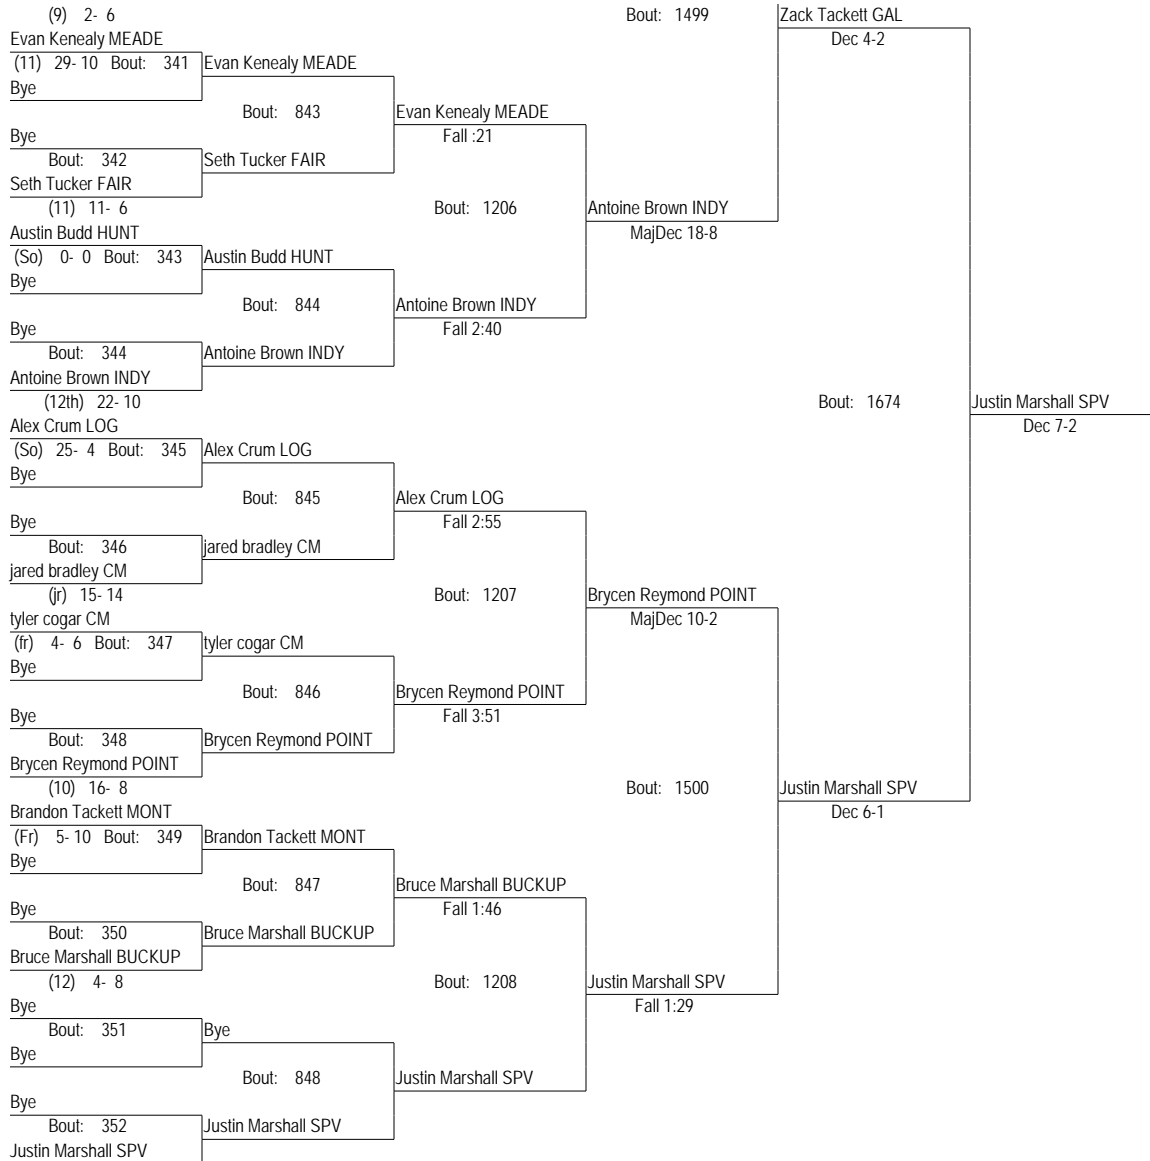 (9) 2- 6 Bout: 1499 Zack Tackett GAL
Evan Kenealy MEADE Dec 4-2
(11) 29- 10 Bout: 341 Evan Kenealy MEADE
Bye
Bout: 843 Evan Kenealy MEADE
Bye Fall :21
Bout: 342 Seth Tucker FAIR
Seth Tucker FAIR
(11) 11- 6 Bout: 1206 Antoine Brown INDY
Austin Budd HUNT MajDec 18-8
(So) 0- 0 Bout: 343 Austin Budd HUNT
Bye
Bout: 844 Antoine Brown INDY
Bye Fall 2:40
Bout: 344 Antoine Brown INDY
Antoine Brown INDY
(12th) 22- 10 Bout: 1674 Justin Marshall SPV
Alex Crum LOG Dec 7-2
(So) 25- 4 Bout: 345 Alex Crum LOG
Bye
Bout: 845 Alex Crum LOG
Bye Fall 2:55
Bout: 346 jared bradley CM
jared bradley CM
(jr) 15- 14 Bout: 1207 Brycen Reymond POINT
tyler cogar CM MajDec 10-2
(fr) 4- 6 Bout: 347 tyler cogar CM
Bye
Bout: 846 Brycen Reymond POINT
Bye Fall 3:51
Bout: 348 Brycen Reymond POINT
Brycen Reymond POINT
(10) 16- 8 Bout: 1500 Justin Marshall SPV
Brandon Tackett MONT Dec 6-1
(Fr) 5- 10 Bout: 349 Brandon Tackett MONT
Bye
Bout: 847 Bruce Marshall BUCKUP
Bye Fall 1:46
Bout: 350 Bruce Marshall BUCKUP
Bruce Marshall BUCKUP
(12) 4- 8 Bout: 1208 Justin Marshall SPV
Bye Fall 1:29
Bout: 351 Bye
Bye
Bout: 848 Justin Marshall SPV
Bye
Bout: 352 Justin Marshall SPV
Justin Marshall SPV